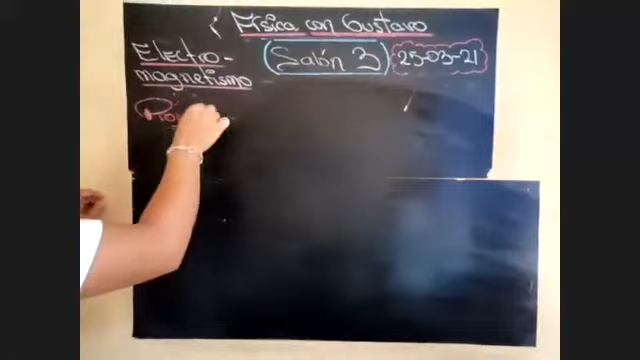 Física con Gustavo
Electro-
magnetismo
Salón 3
25-03-21